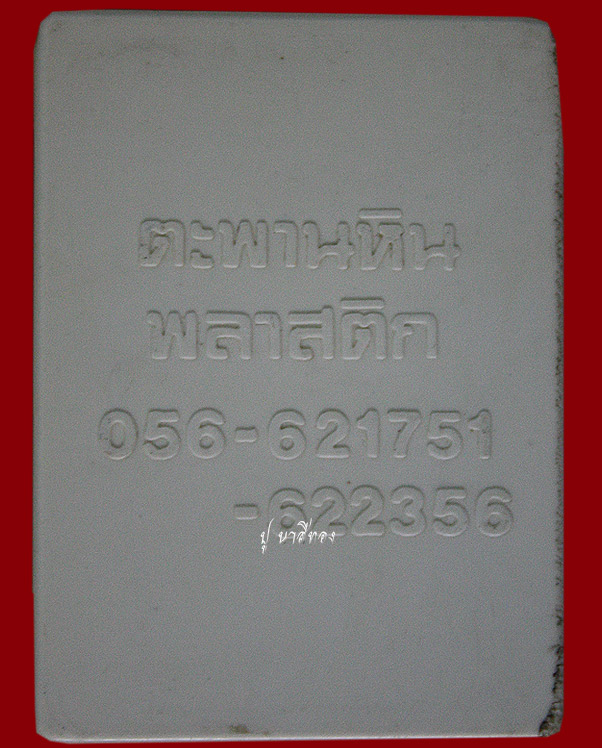 ตะพานหิน
พลาสติก
056-621751
-622356
ปู นาสีทอง